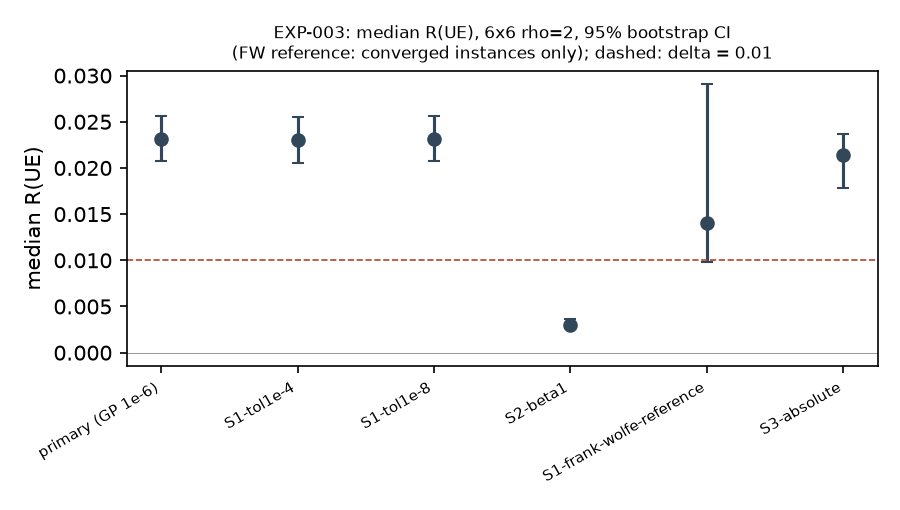 EXP-003: median R(UE), 6x6 rho=2, 95% bootstrap CI
(FW reference: converged instances only); dashed: delta = 0.01
median R(UE)
0.030
0.025
0.020
0.015
0.010
0.005
0.000
primary (GP 1e-6)
S1-tol1e-4
S1-tol1e-8
S2-beta1
S1-frank-wolfe-reference
S3-absolute